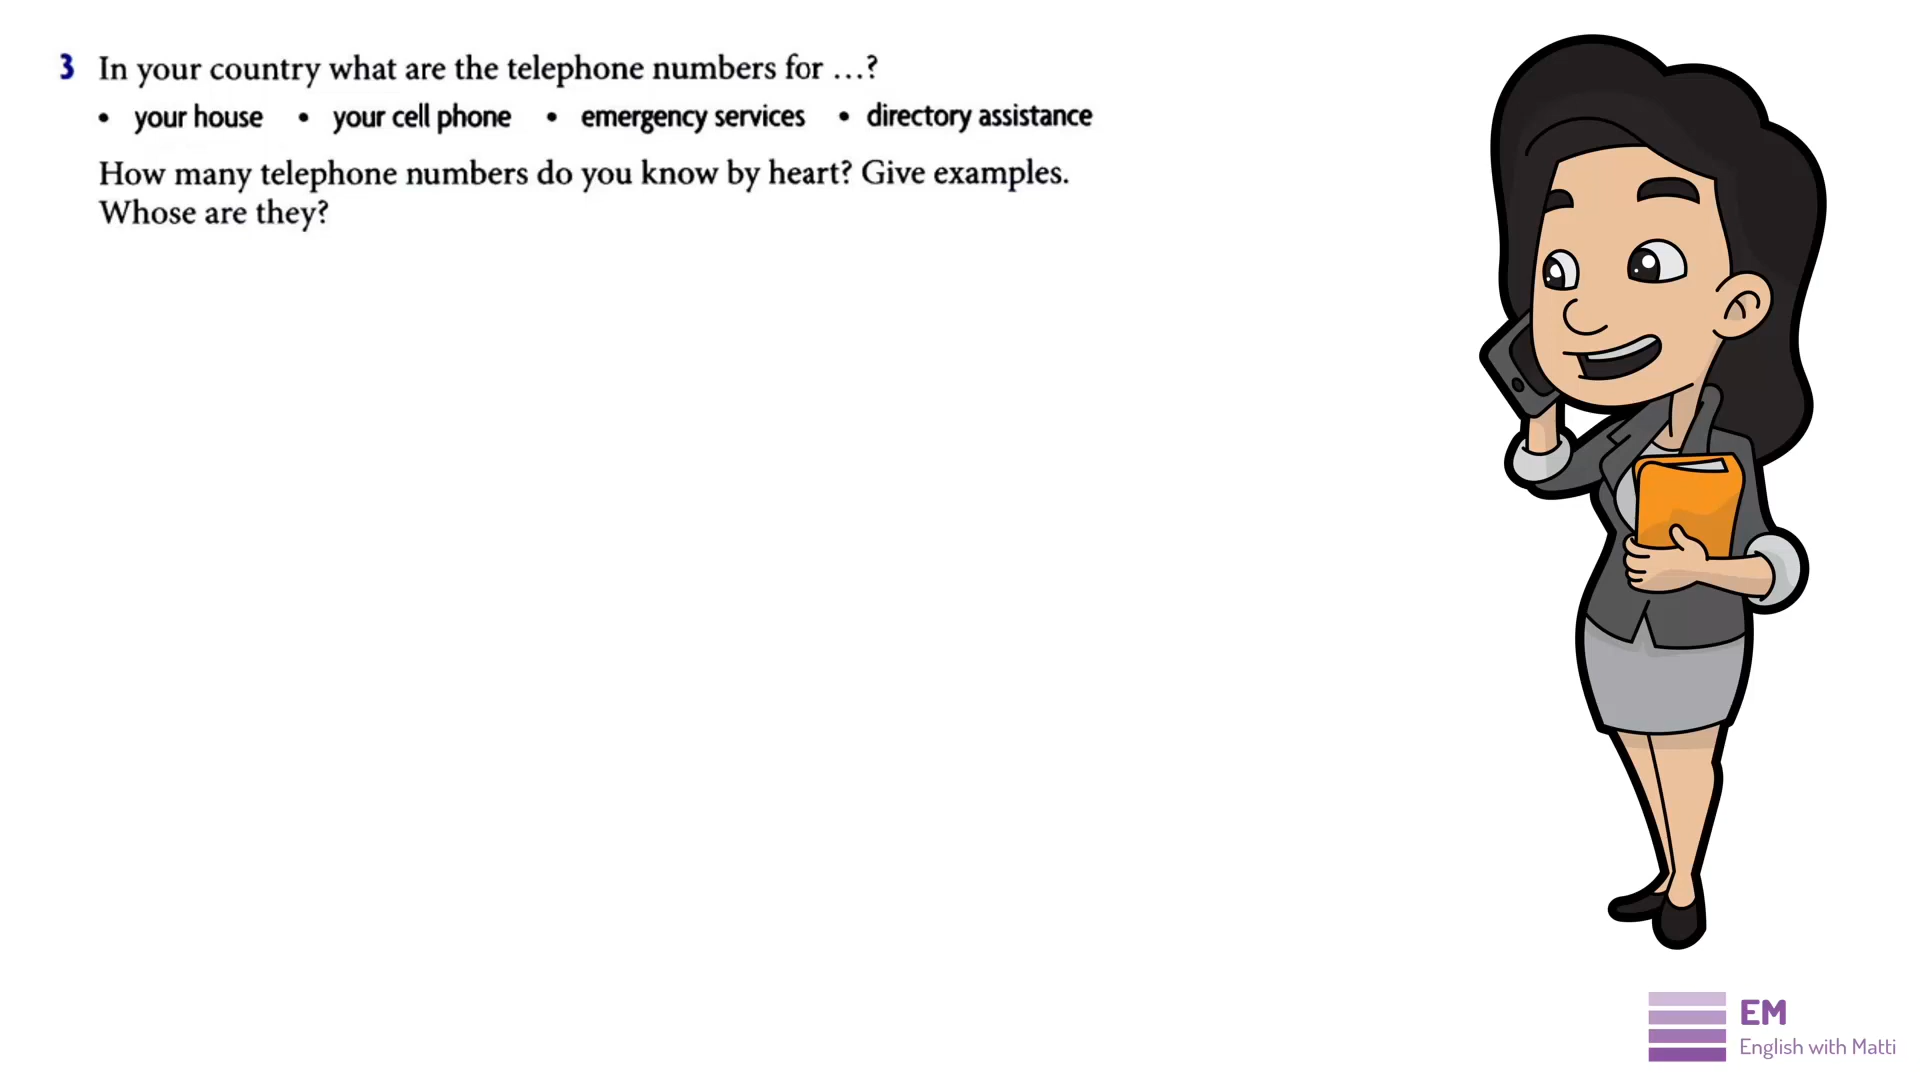 3 In your country what are the telephone numbers for ...?
• your house • your cell phone • emergency services • directory assistance
How many telephone numbers do you know by heart? Give examples.
Whose are they?
EM
English with Matti